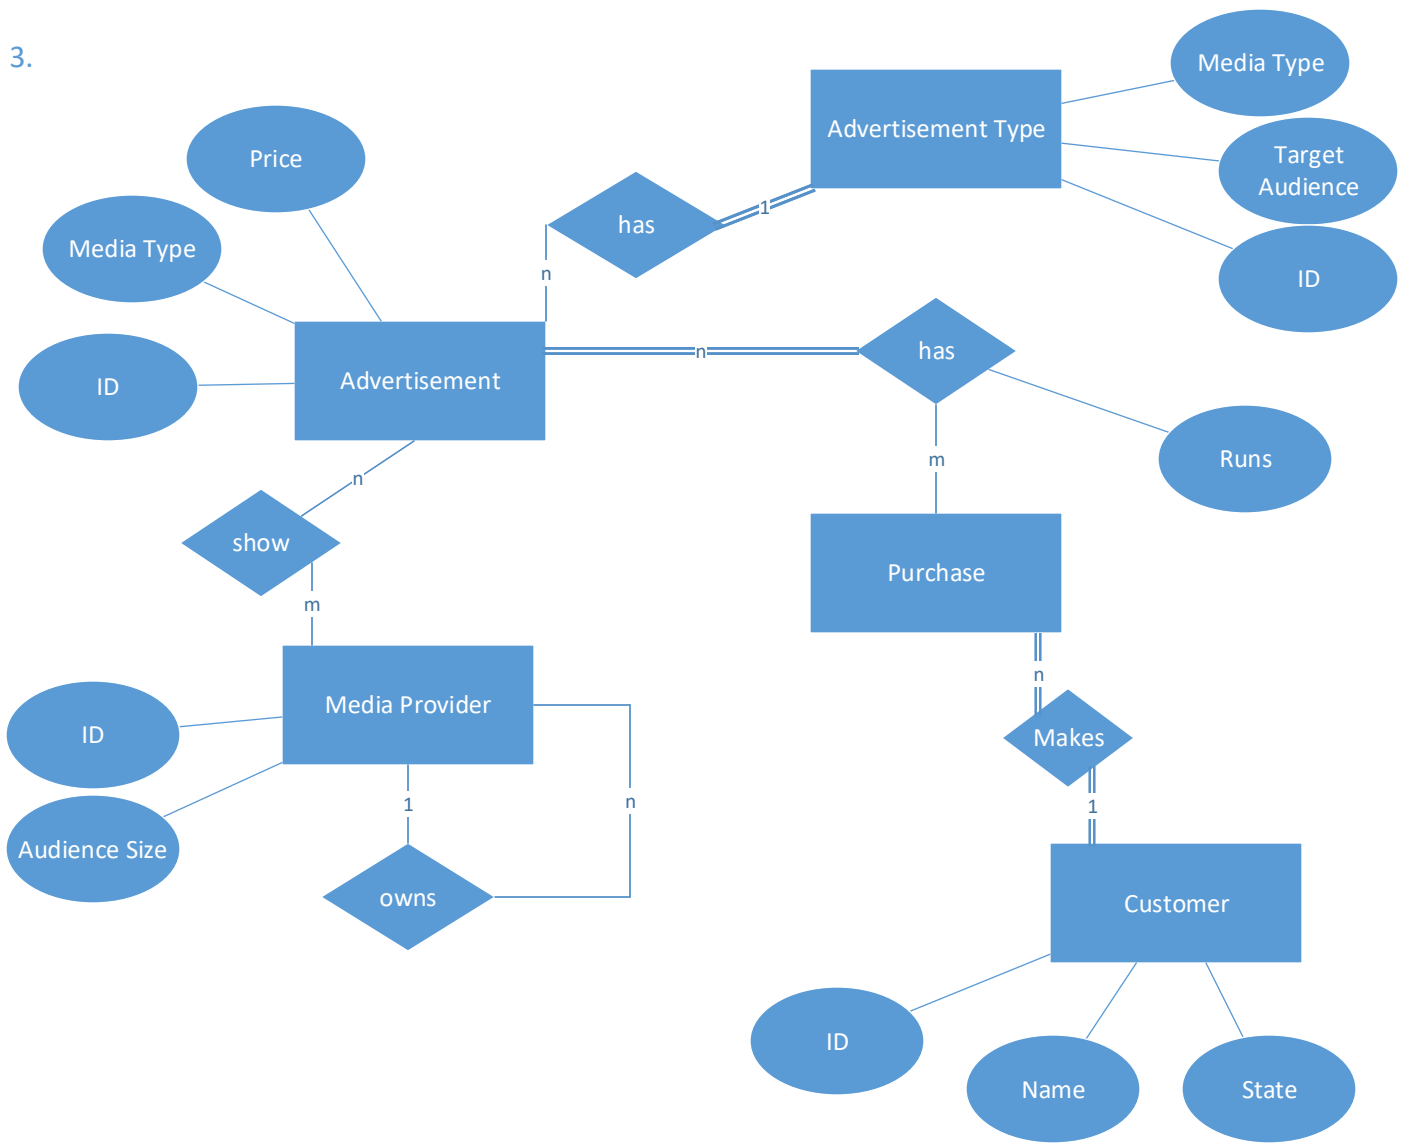 3.
Media Type
Advertisement Type
Target
Audience
Price
has
1
Media Type
n
ID
has
n
Advertisement
ID
Runs
m
n
show
Purchase
m
n
Media Provider
ID
Makes
1
n
1
Audience Size
owns
Customer
ID
Name
State